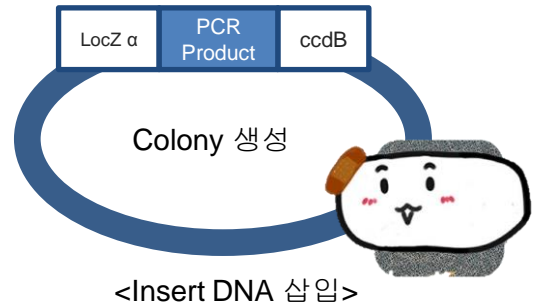 LocZ α
PCR
Product
ccdB
Colony 생성
<Insert DNA 삽입>